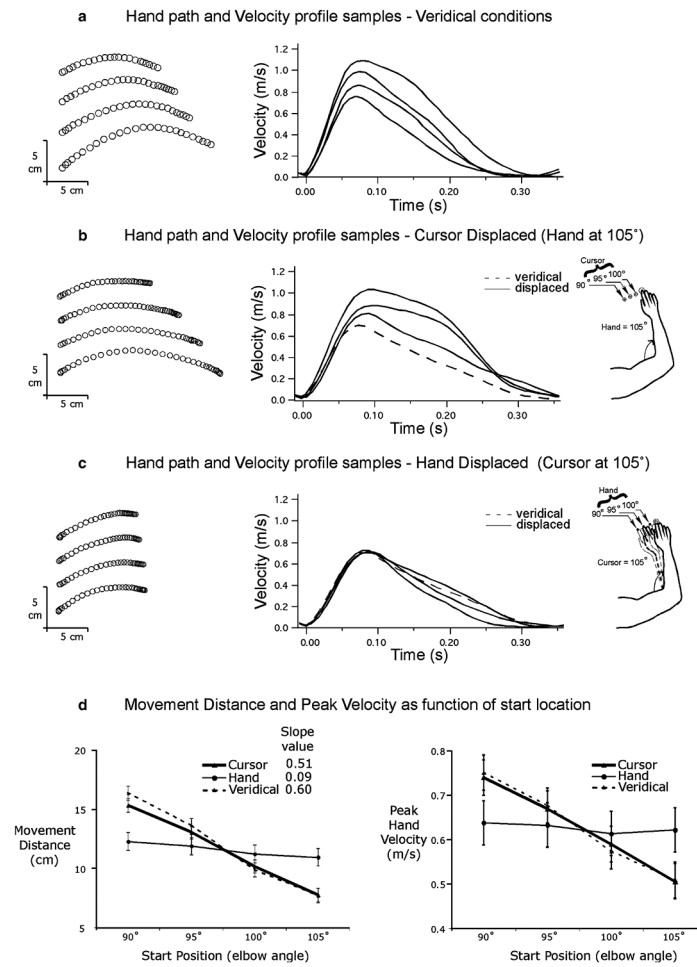 a Hand path and Velocity profile samples - Veridical conditions
5
cm
5 cm
Velocity (m/s)
1.2
1.0
0.8
0.6
0.4
0.2
0.0
0.00 0.10 0.20 0.30
Time (s)
b Hand path and Velocity profile samples - Cursor Displaced (Hand at 105°)
5
cm
5 cm
Velocity (m/s)
1.2
1.0
0.8
0.6
0.4
0.2
0.0
0.00 0.10 0.20 0.30
Time (s)
veridical
displaced
Cursor
90° 95° 100°
Hand = 105°
c Hand path and Velocity profile samples - Hand Displaced (Cursor at 105°)
5
cm
5 cm
Velocity (m/s)
1.2
1.0
0.8
0.6
0.4
0.2
0.0
0.00 0.10 0.20 0.30
Time (s)
veridical
displaced
Hand
90° 95° 100°
Cursor = 105°
d Movement Distance and Peak Velocity as function of start location
Slope
value
Cursor 0.51
Hand 0.09
Veridical 0.60
Movement
Distance
(cm)
20
15
10
5
90° 95° 100° 105°
Start Position (elbow angle)
Cursor
Hand
Veridical
Peak
Hand
Velocity
(m/s)
0.8
0.7
0.6
0.5
0.4
90° 95° 100° 105°
Start Position (elbow angle)